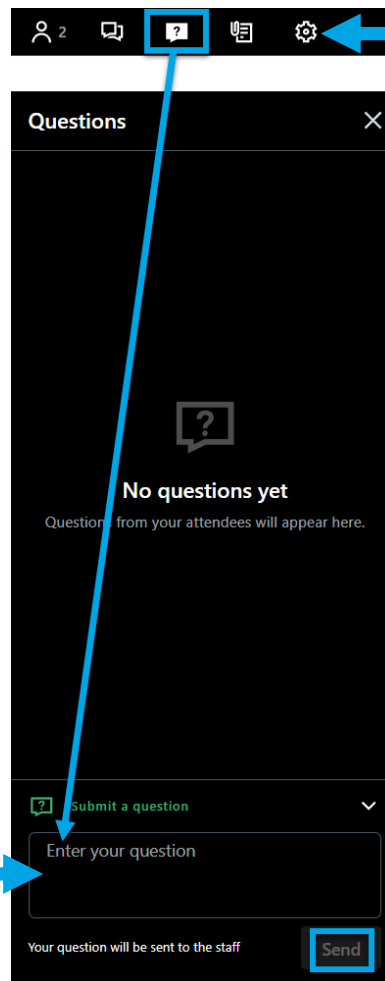 2
Questions
No questions yet
Questions from your attendees will appear here.
Submit a question
Enter your question
Your question will be sent to the staff
Send